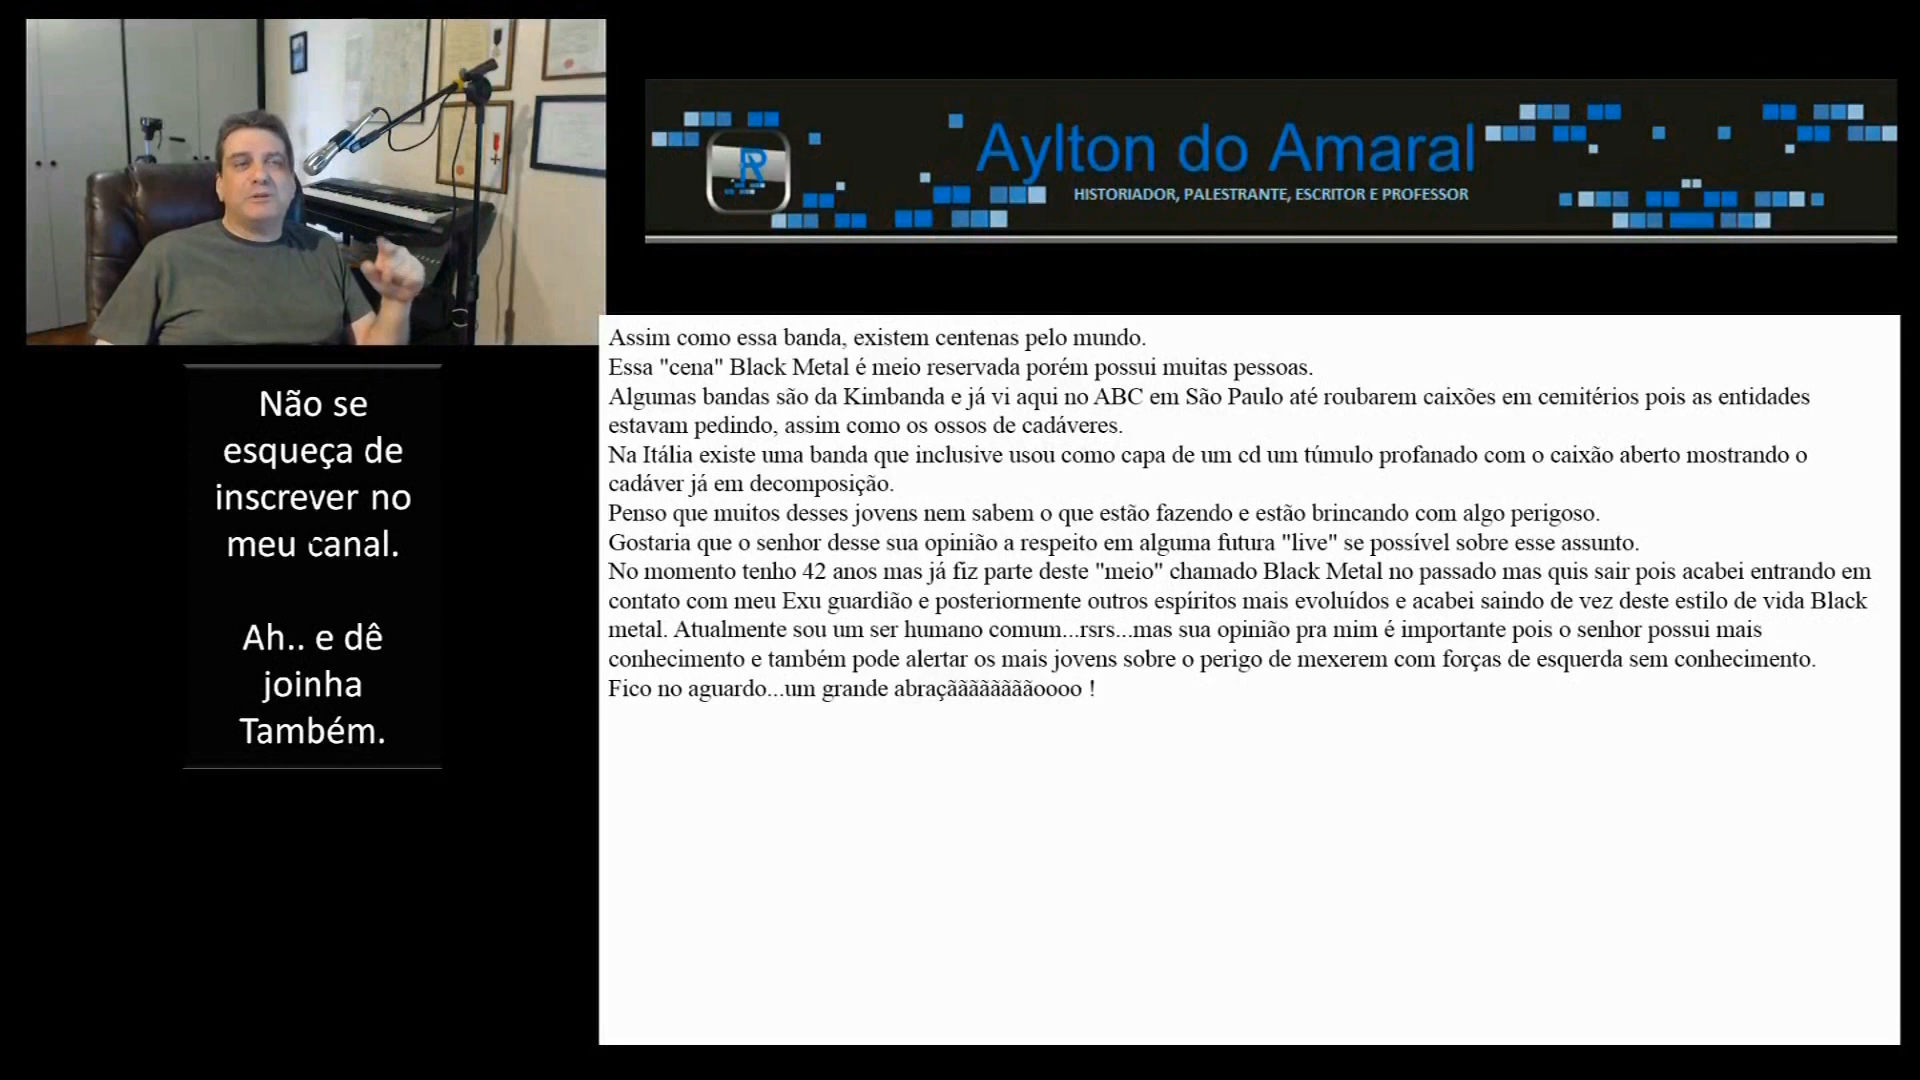 Aylton do Amaral
HISTORIADOR, PALESTRANTE, ESCRITOR E PROFESSOR
Não se
esqueça de
inscrever no
meu canal.
Ah.. e dê
joinha
Também.
Assim como essa banda, existem centenas pelo mundo.
Essa "cena" Black Metal é meio reservada porém possui muitas pessoas.
Algumas bandas são da Kimbanda e já vi aqui no ABC em São Paulo até roubarem caixões em cemitérios pois as entidades
estavam pedindo, assim como os ossos de cadáveres.
Na Itália existe uma banda que inclusive usou como capa de um cd um túmulo profanado com o caixão aberto mostrando o
cadáver já em decomposição.
Penso que muitos desses jovens nem sabem o que estão fazendo e estão brincando com algo perigoso.
Gostaria que o senhor desse sua opinião a respeito em alguma futura "live" se possível sobre esse assunto.
No momento tenho 42 anos mas já fiz parte deste "meio" chamado Black Metal no passado mas quis sair pois acabei entrando em
contato com meu Exu guardião e posteriormente outros espíritos mais evoluídos e acabei saindo de vez deste estilo de vida Black
metal. Atualmente sou um ser humano comum...rsrs...mas sua opinião pra mim é importante pois o senhor possui mais
conhecimento e também pode alertar os mais jovens sobre o perigo de mexerem com forças de esquerda sem conhecimento.
Fico no aguardo...um grande abraçããããããããoooo !